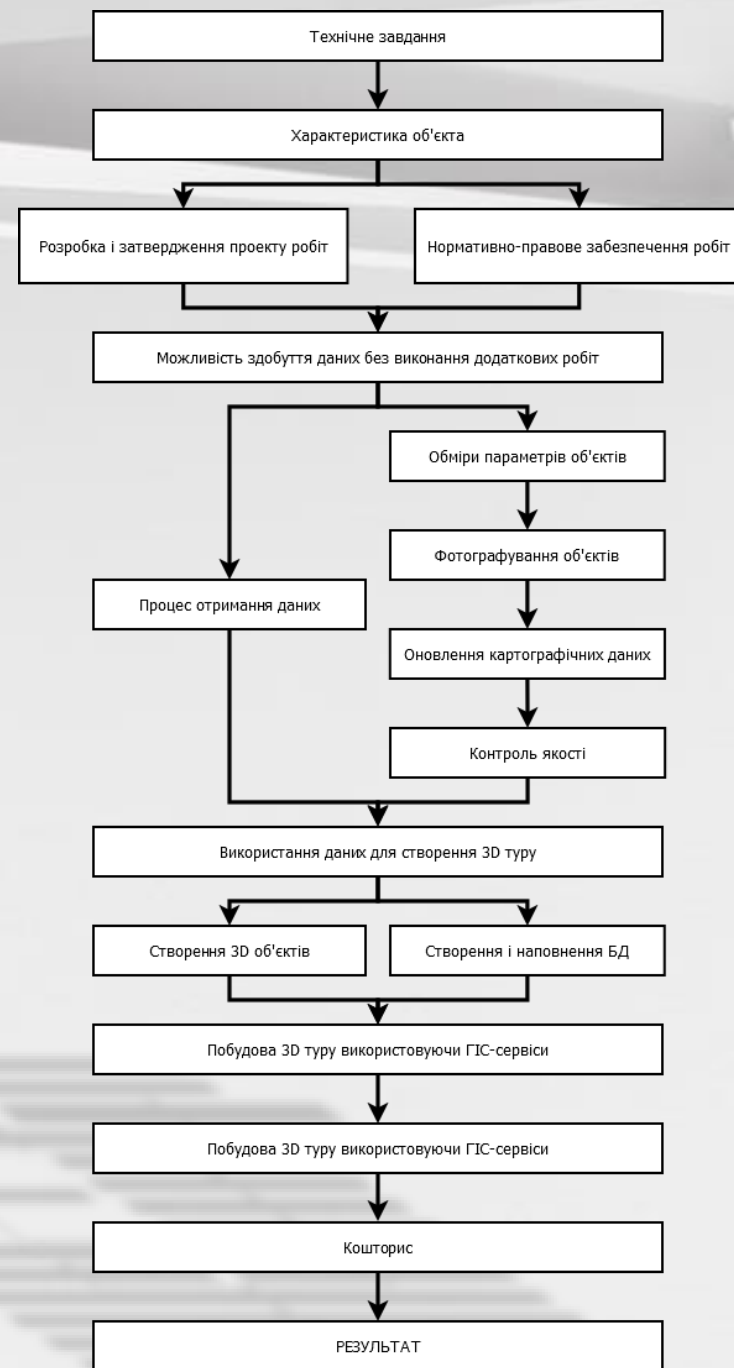 Технічне завдання
Характеристика об'єкта
Розробка і затвердження проекту робіт
Нормативно-правове забезпечення робіт
Можливість здобуття даних без виконання додаткових робіт
Обміри параметрів об'єктів
Фотографування об'єктів
Процес отримання даних
Оновлення картографічних даних
Контроль якості
Використання даних для створення 3D туру
Створення 3D об'єктів
Створення і наповнення БД
Побудова 3D туру використовуючи ГІС-сервіси
Побудова 3D туру використовуючи ГІС-сервіси
Кошторис
РЕЗУЛЬТАТ